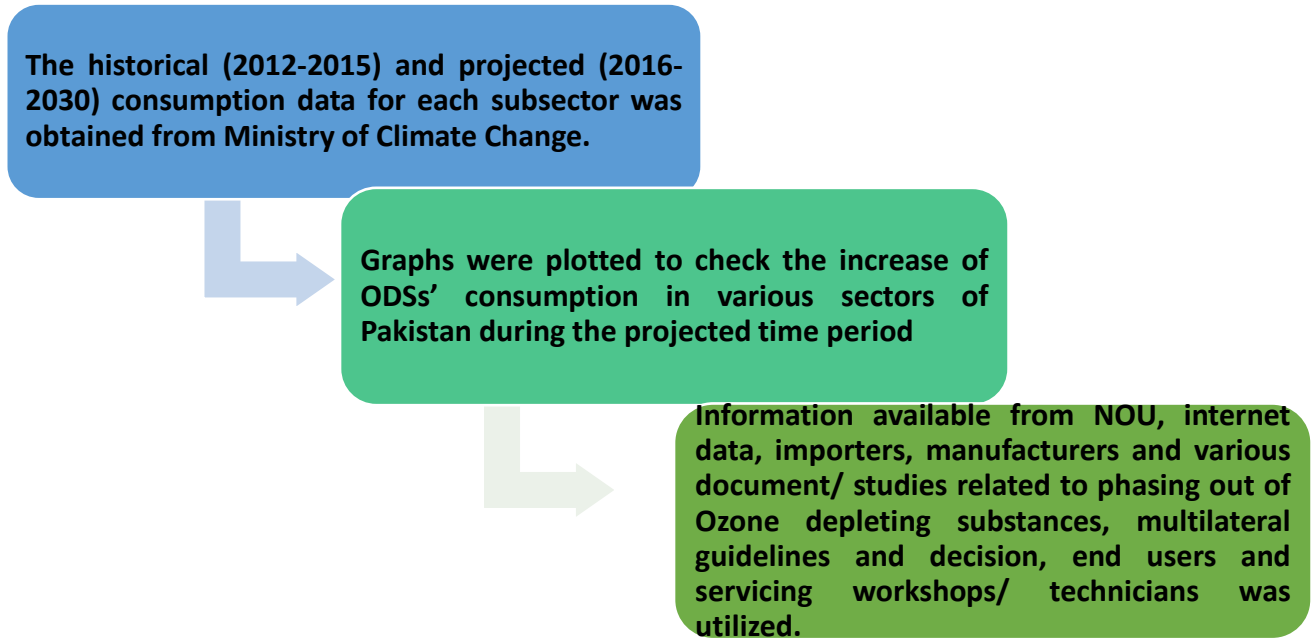 The historical (2012-2015) and projected (2016-
2030) consumption data for each subsector was
obtained from Ministry of Climate Change.
Graphs were plotted to check the increase of
ODSs’ consumption in various sectors of
Pakistan during the projected time period
Information available from NOU, internet
data, importers, manufacturers and various
document/ studies related to phasing out of
Ozone depleting substances, multilateral
guidelines and decision, end users and
servicing workshops/ technicians was
utilized.